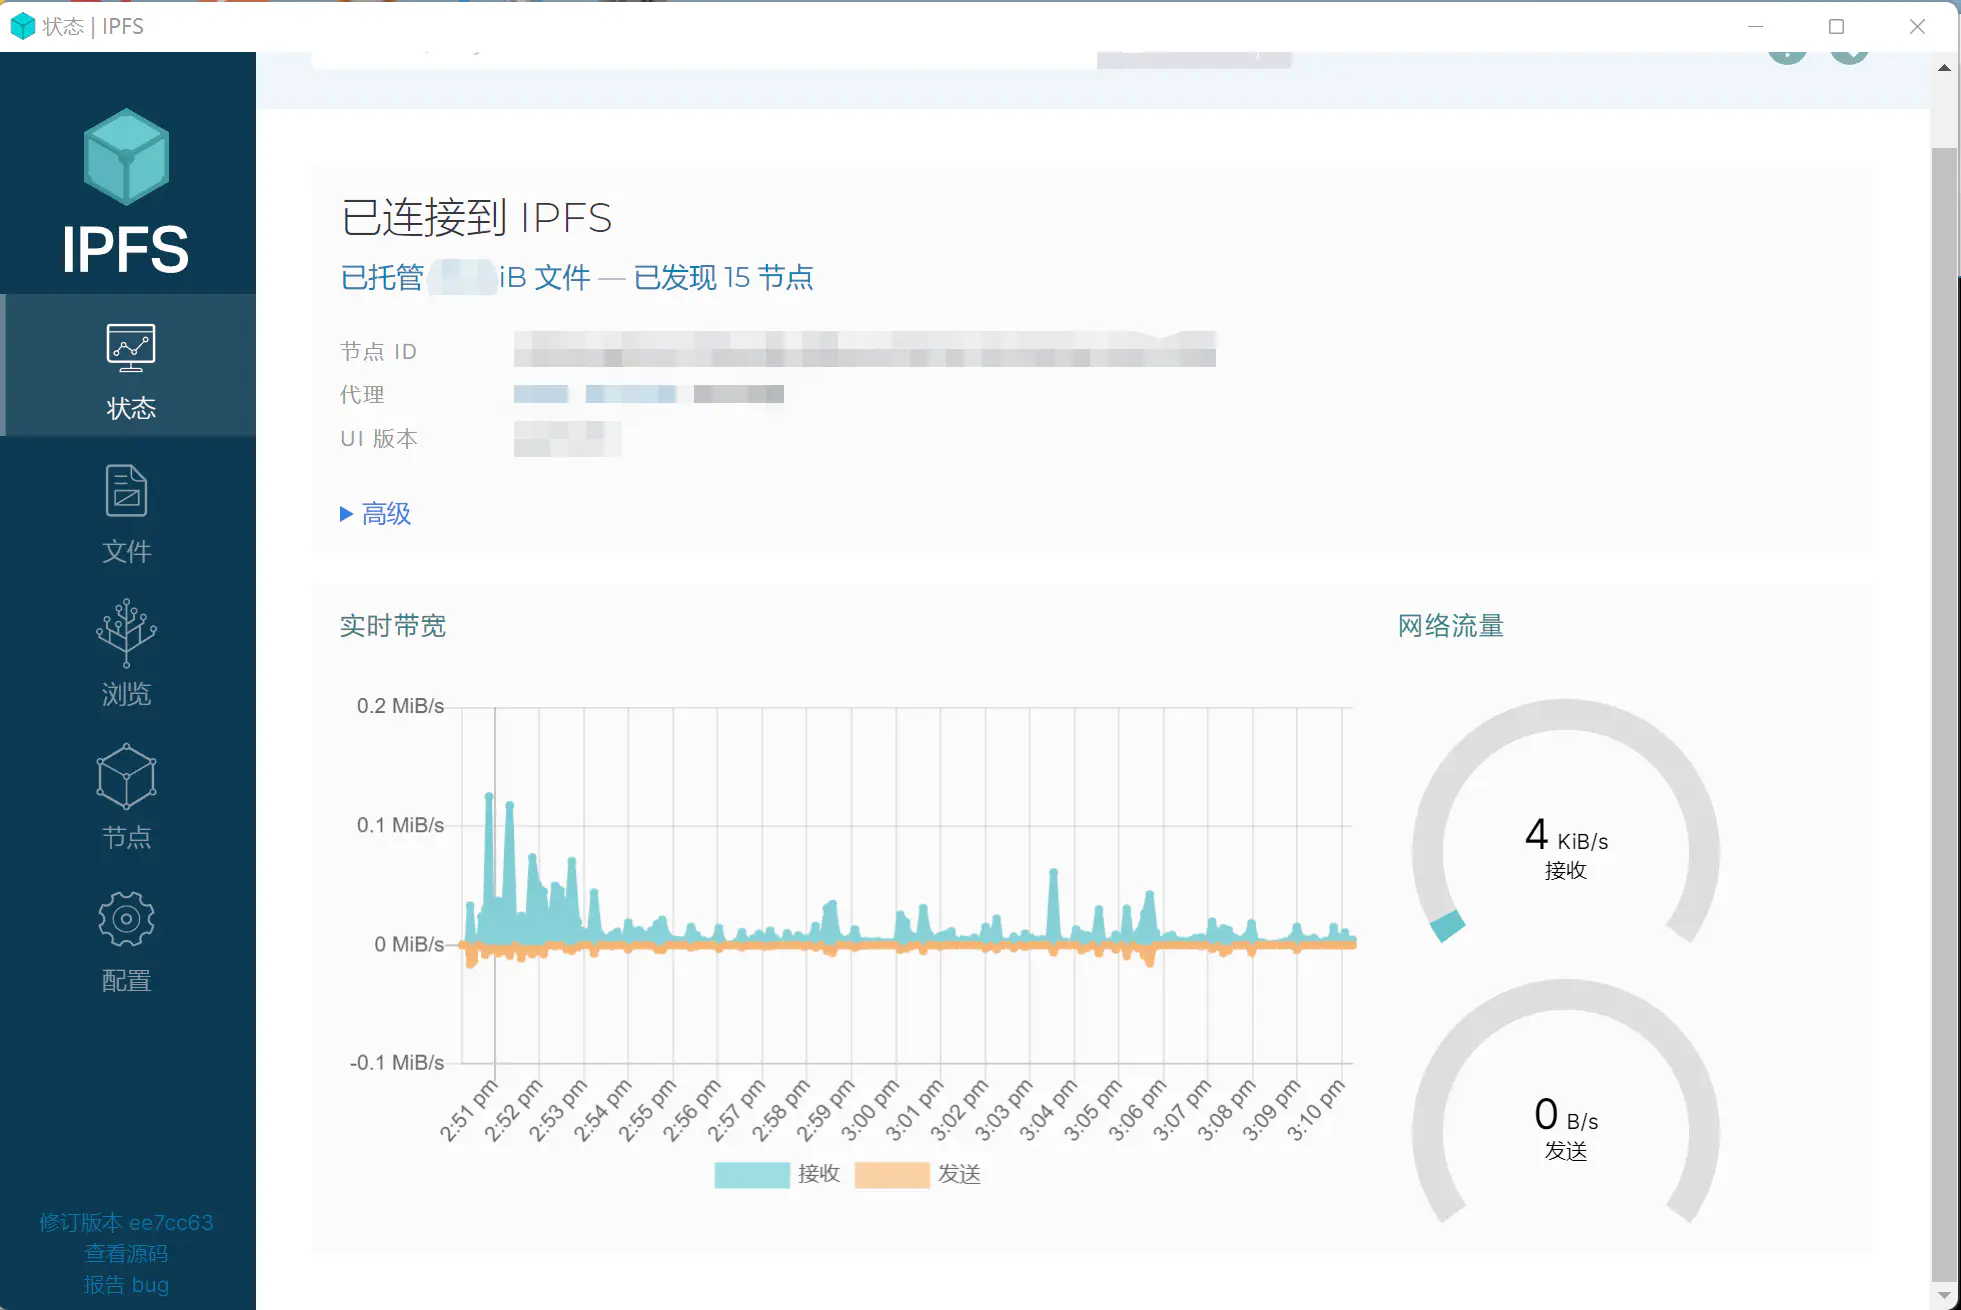 状态 | IPFS
IPFS
状态
文件
浏览
节点
配置
修订版本 ee7cc63
查看源码
报告 bug
已连接到 IPFS
已托管 iB 文件 — 已发现 15 节点
节点 ID
代理
UI 版本
▶ 高级
实时带宽
0.2 MiB/s
0.1 MiB/s
0 MiB/s
-0.1 MiB/s
2:51 pm
2:52 pm
2:53 pm
2:54 pm
2:55 pm
2:56 pm
2:57 pm
2:58 pm
2:59 pm
3:00 pm
3:01 pm
3:02 pm
3:03 pm
3:04 pm
3:05 pm
3:06 pm
3:07 pm
3:08 pm
3:09 pm
3:10 pm
接收 发送
网络流量
4 KiB/s
接收
0 B/s
发送